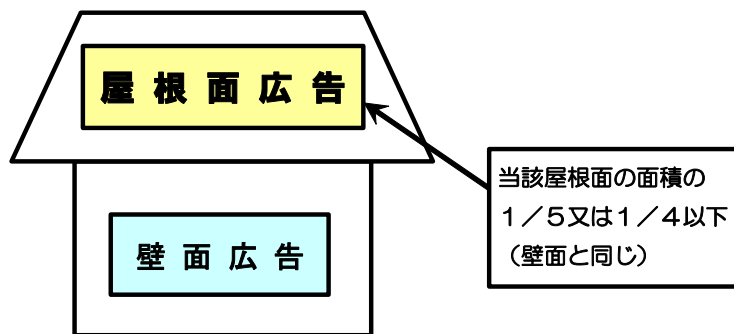 屋根面広告
当該屋根面の面積の
１／５又は１／４以下
（壁面と同じ）
壁面広告